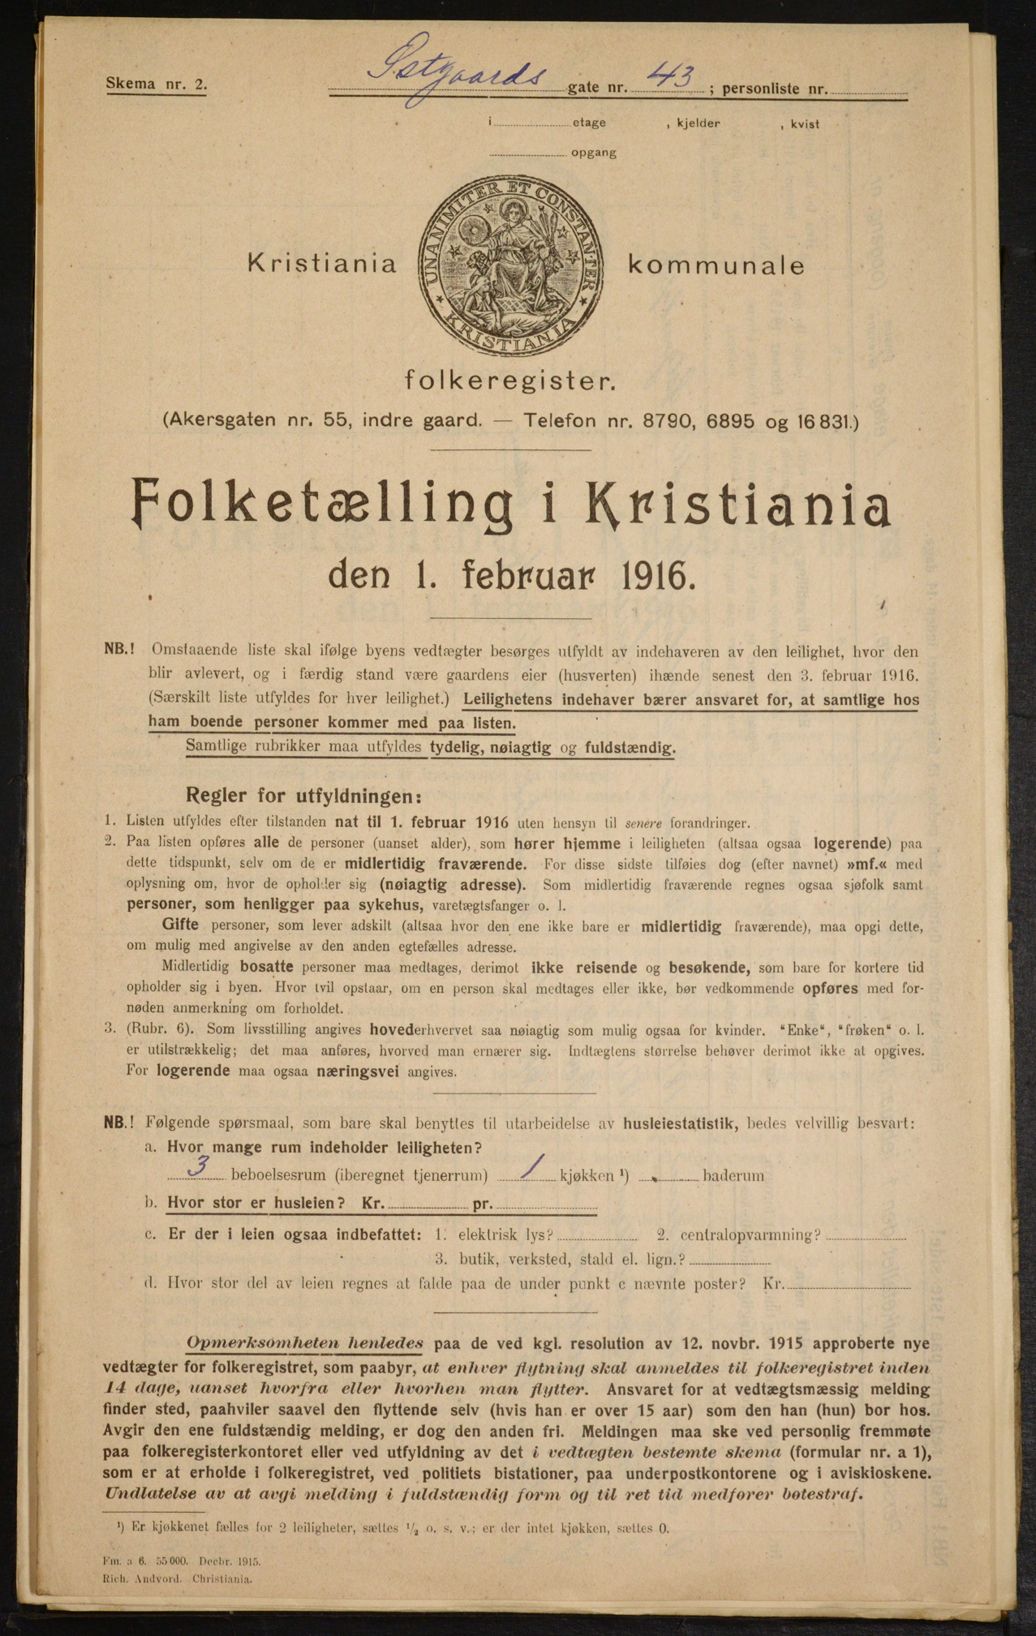 Skema nr. 2.
Østgaards gate nr. 43 ; personliste nr.
i etage , kjelder , kvist
opgang
UNANIMITER ET CONSTANTER
KRISTIANIA
Kristiania kommunale
folkeregister.
(Akersgaten nr. 55, indre gaard. — Telefon nr. 8790, 6895 og 16831.)
Folketælling i Kristiania
den 1. februar 1916.
NB.! Omstaaende liste skal ifølge byens vedtægter besørges utfyldt av indehaveren av den leilighet, hvor den
blir avlevert, og i færdig stand være gaardens eier (husverten) ihænde senest den 3. februar 1916.
(Særskilt liste utfyldes for hver leilighet.) Leilighetens indehaver bærer ansvaret for, at samtlige hos
ham boende personer kommer med paa listen.
Samtlige rubrikker maa utfyldes tydelig, nøiagtig og fuldstændig.
Regler for utfyldningen:
1. Listen utfyldes efter tilstanden nat til 1. februar 1916 uten hensyn til senere forandringer.
2. Paa listen opføres alle de personer (uanset alder), som hører hjemme i leiligheten (altsaa ogsaa logerende) paa
dette tidspunkt, selv om de er midlertidig fraværende. For disse sidste tilføies dog (efter navnet) »mf.« med
oplysning om, hvor de opholder sig (nøiagtig adresse). Som midlertidig fraværende regnes ogsaa sjøfolk samt
personer, som henligger paa sykehus, varetægtsfanger o. l.
Gifte personer, som lever adskilt (altsaa hvor den ene ikke bare er midlertidig fraværende), maa opgi dette,
om mulig med angivelse av den anden egtefælles adresse.
Midlertidig bosatte personer maa medtages, derimot ikke reisende og besøkende, som bare for kortere tid
opholder sig i byen. Hvor tvil opstaar, om en person skal medtages eller ikke, bør vedkommende opføres med for-
nøden anmerkning om forholdet.
3. (Rubr. 6). Som livsstilling angives hovederhvervet saa nøiagtig som mulig ogsaa for kvinder. "Enke", "frøken" o. l.
er utilstrækkelig; det maa anføres, hvorved man ernærer sig. Indtægtens størrelse behøver derimot ikke at opgives.
For logerende maa ogsaa næringsvei angives.
NB.! Følgende spørsmaal, som bare skal benyttes til utarbeidelse av husleiestatistik, bedes velvillig besvart:
a. Hvor mange rum indeholder leiligheten?
3 beboelsesrum (iberegnet tjenerrum) 1 kjøkken ¹) baderum
b. Hvor stor er husleien? Kr. pr.
c. Er der i leien ogsaa indbefattet: 1. elektrisk lys? 2. centralopvarmning?
3. butik, verksted, stald el. lign.?
d. Hvor stor del av leien regnes at falde paa de under punkt c nævnte poster? Kr.
Opmerksomheten henledes paa de ved kgl. resolution av 12. novbr. 1915 approberte nye
vedtægter for folkeregistret, som paabyr, at enhver flytning skal anmeldes til folkeregistret inden
14 dage, uanset hvorfra eller hvorhen man flytter. Ansvaret for at vedtægtsmæssig melding
finder sted, paahviler saavel den flyttende selv (hvis han er over 15 aar) som den han (hun) bor hos.
Avgir den ene fuldstændig melding, er dog den anden fri. Meldingen maa ske ved personlig fremmøte
paa folkeregisterkontoret eller ved utfyldning av det i vedtægten bestemte skema (formular nr. a 1),
som er at erholde i folkeregistret, ved politiets bistationer, paa underpostkontorene og i aviskioskene.
Undlatelse av at avgi melding i fuldstændig form og til ret tid medfører bøtestraf.
¹) Er kjøkkenet fælles for 2 leiligheter, sættes ¹/₂ o. s. v.; er der intet kjøkken, sættes 0.
Fm. a 6. 55 000. Decbr. 1915.
Rich. Andvord. Christiania.